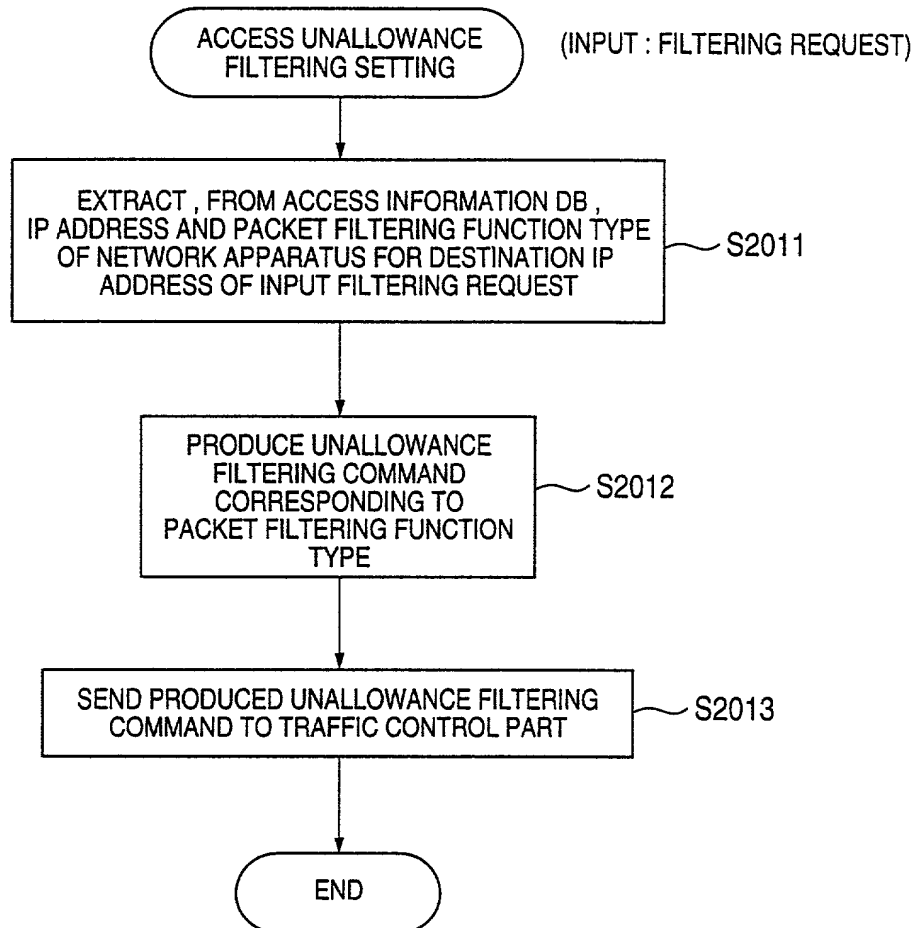 ACCESS UNALLOWANCE
FILTERING SETTING
(INPUT : FILTERING REQUEST)
EXTRACT , FROM ACCESS INFORMATION DB ,
IP ADDRESS AND PACKET FILTERING FUNCTION TYPE
OF NETWORK APPARATUS FOR DESTINATION IP
ADDRESS OF INPUT FILTERING REQUEST
S2011
PRODUCE UNALLOWANCE
FILTERING COMMAND
CORRESPONDING TO
PACKET FILTERING FUNCTION
TYPE
S2012
SEND PRODUCED UNALLOWANCE FILTERING
COMMAND TO TRAFFIC CONTROL PART
S2013
END